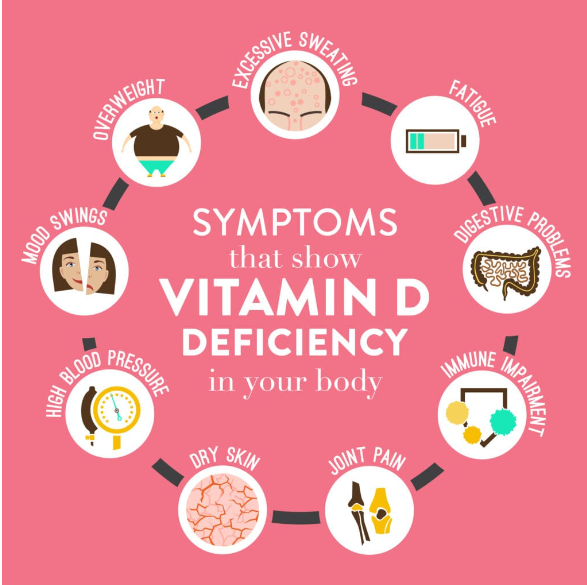 SYMPTOMS
that show
VITAMIN D
DEFICIENCY
in your body
EXCESSIVE SWEATING
FATIGUE
DIGESTIVE PROBLEMS
IMMUNE IMPAIRMENT
JOINT PAIN
DRY SKIN
HIGH BLOOD PRESSURE
MOOD SWINGS
OVERWEIGHT